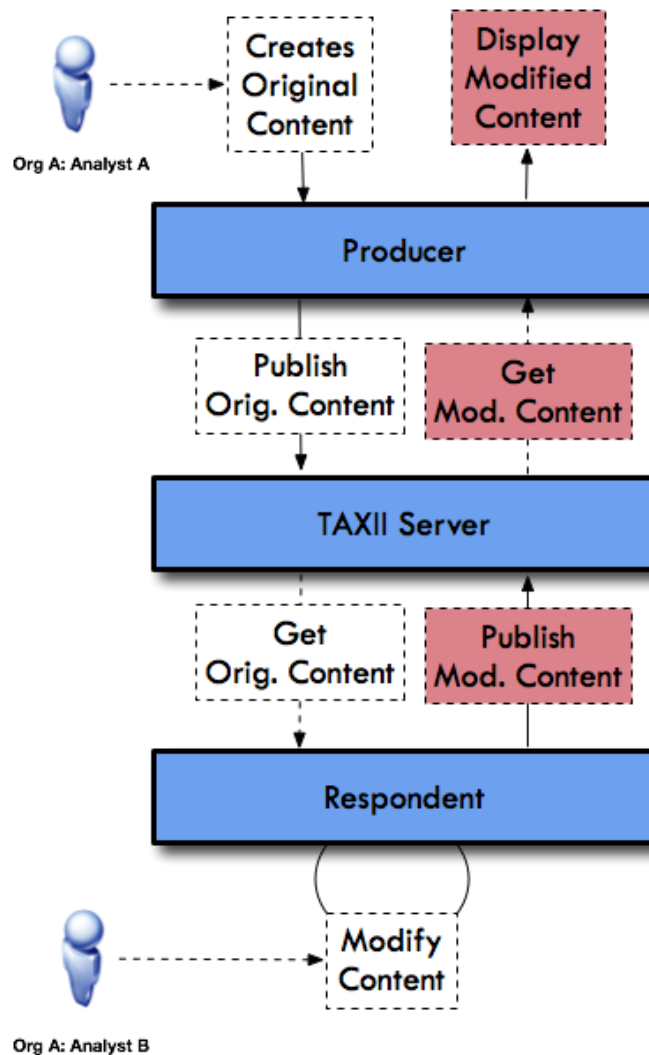 Creates
Original
Content
Display
Modified
Content
Org A: Analyst A
Producer
Publish
Orig. Content
Get
Mod. Content
TAXII Server
Get
Orig. Content
Publish
Mod. Content
Respondent
Modify
Content
Org A: Analyst B